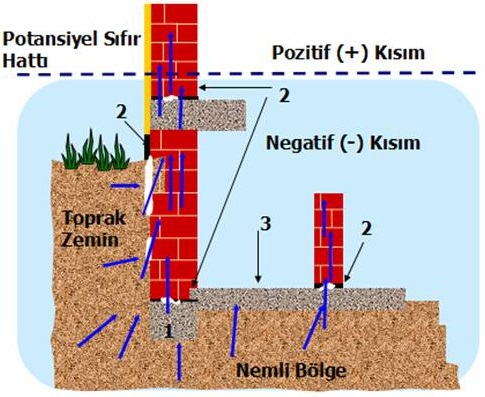 Potansiyel Sıfır
Hattı
Pozitif (+) Kısım
2
2
Negatif (-) Kısım
Toprak
Zemin
3
2
1
Nemli Bölge